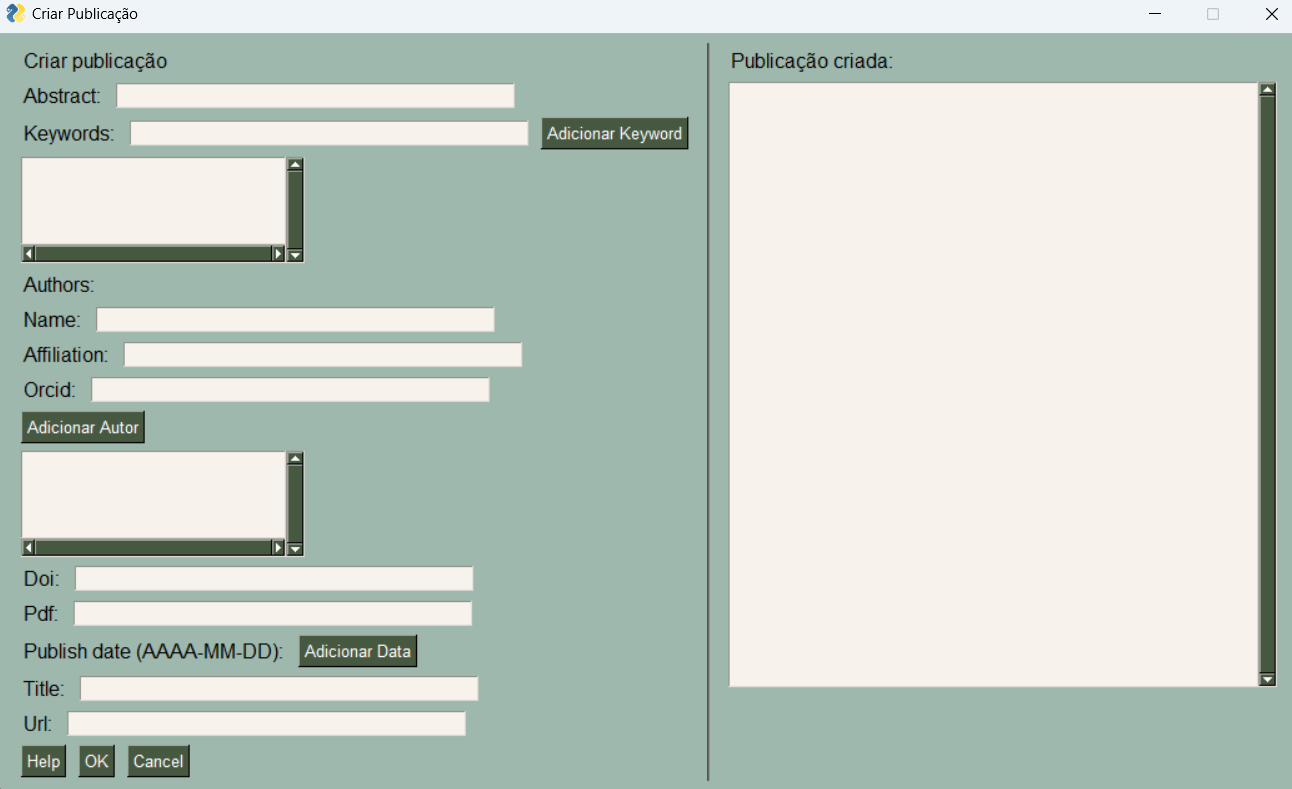 Criar Publicação
Criar publicação
Abstract:
Keywords: Adicionar Keyword
Authors:
Name:
Affiliation:
Orcid:
Adicionar Autor
Doi:
Pdf:
Publish date (AAAA-MM-DD): Adicionar Data
Title:
Url:
Help OK Cancel
Publicação criada: